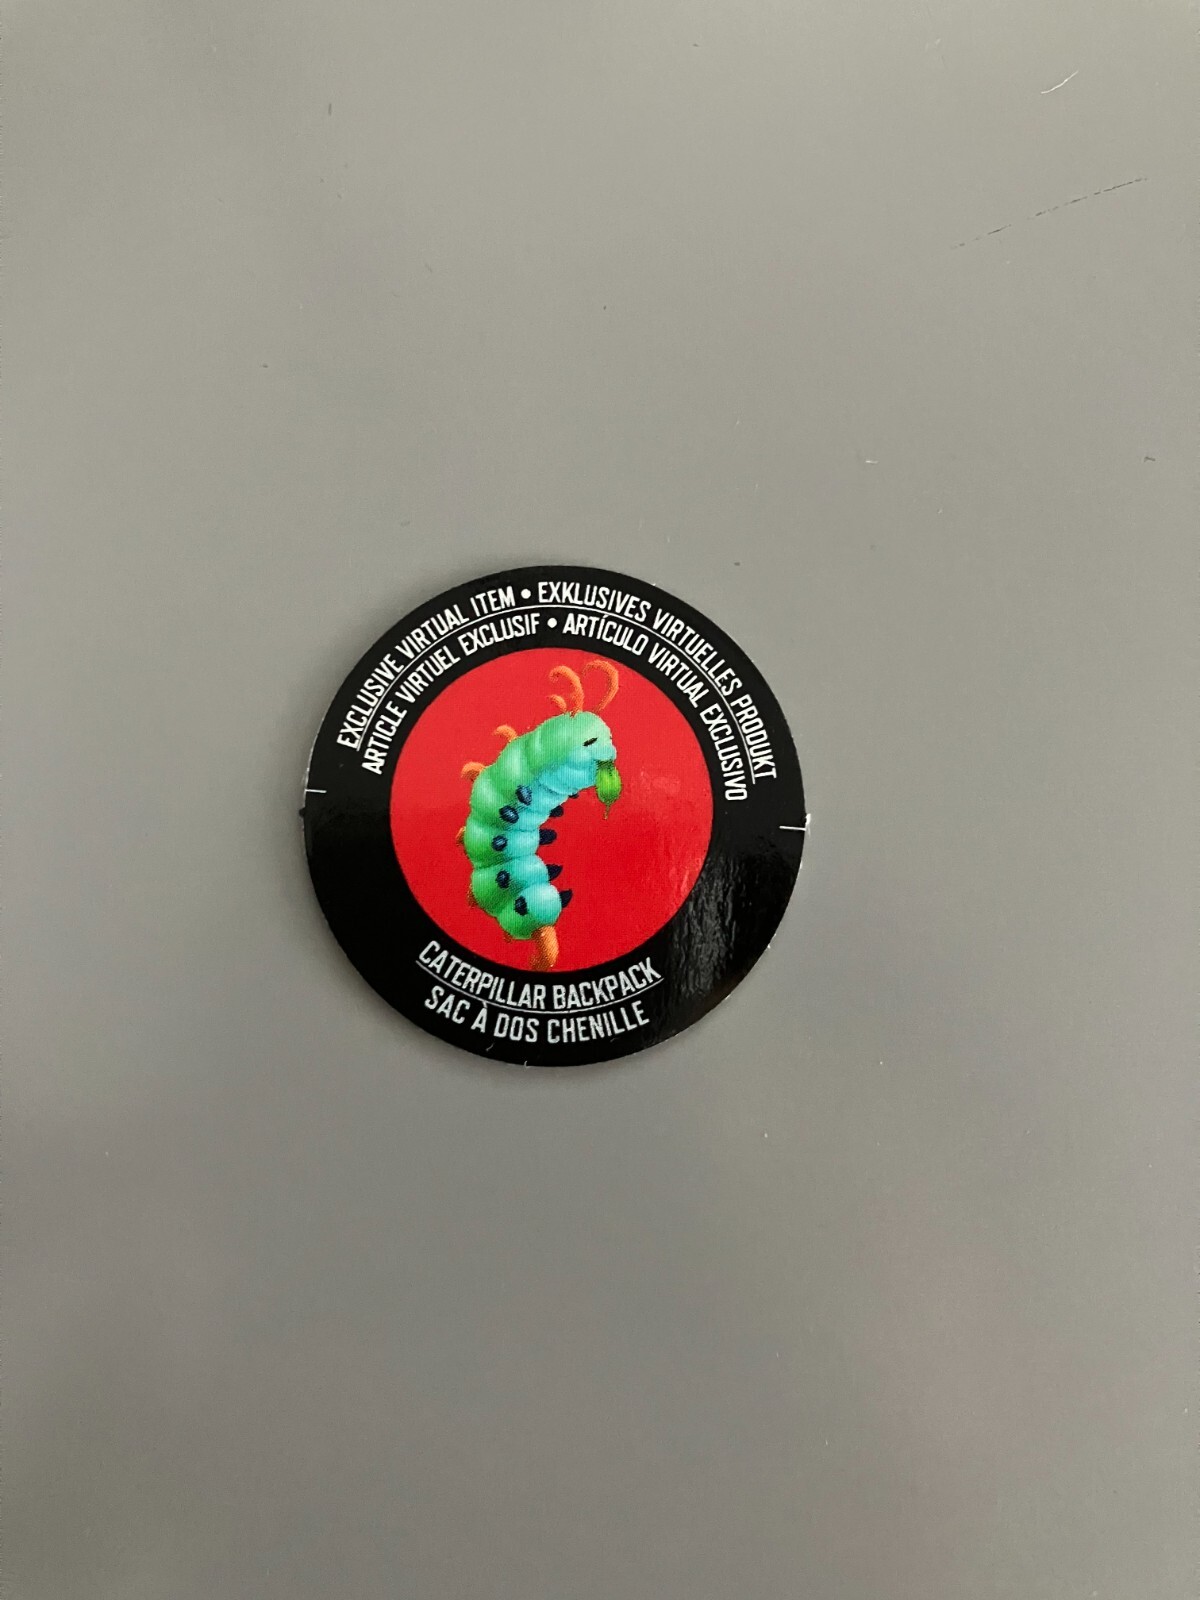 EXCLUSIVE VIRTUAL ITEM • EXKLUSIVES VIRTUELLES PRODUKT
ARTICLE VIRTUEL EXCLUSIF • ARTÍCULO VIRTUAL EXCLUSIVO
CATERPILLAR BACKPACK
SAC À DOS CHENILLE